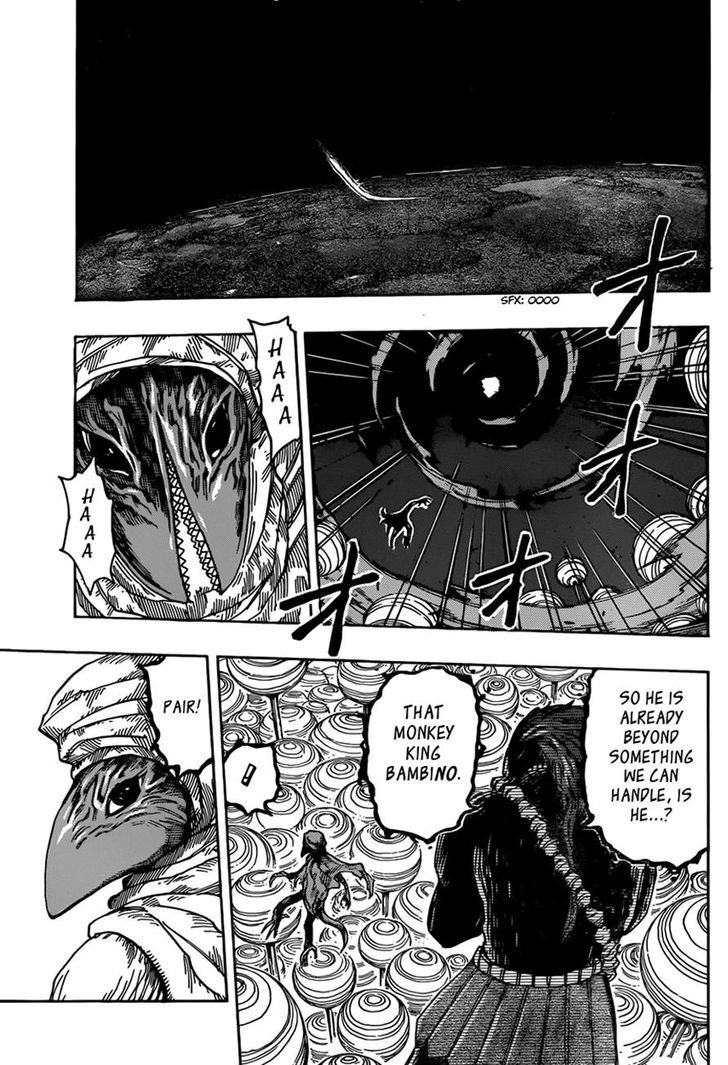 オ
SFX: OOOO
オ
オ
オ
HAAA
HAAA
SO HE IS
ALREADY
BEYOND
SOMETHING
WE CAN
HANDLE, IS
HE...?
THAT
MONKEY
KING
BAMBINO.
!
PAIR!